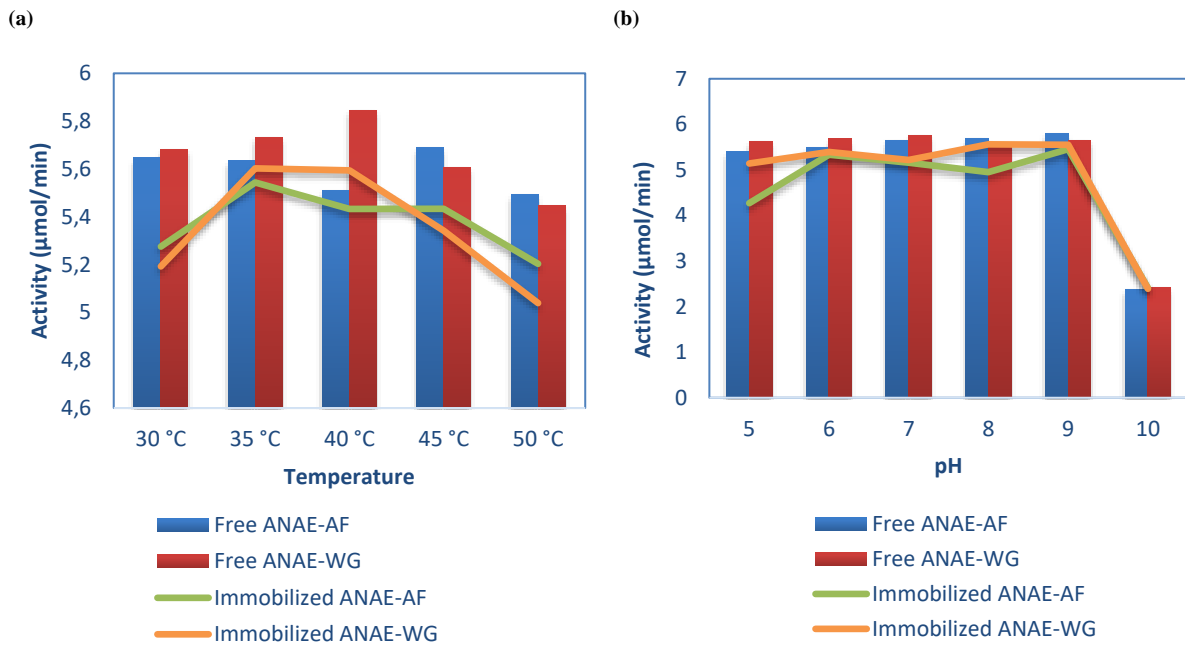 (a)
Activity (µmol/min)
6
5,8
5,6
5,4
5,2
5
4,8
4,6
30 °C 35 °C 40 °C 45 °C 50 °C
Temperature
Free ANAE-AF
Free ANAE-WG
Immobilized ANAE-AF
Immobilized ANAE-WG
(b)
Activity (µmol/min)
7
6
5
4
3
2
1
0
5 6 7 8 9 10
pH
Free ANAE-AF
Free ANAE-WG
Immobilized ANAE-AF
Immobilized ANAE-WG